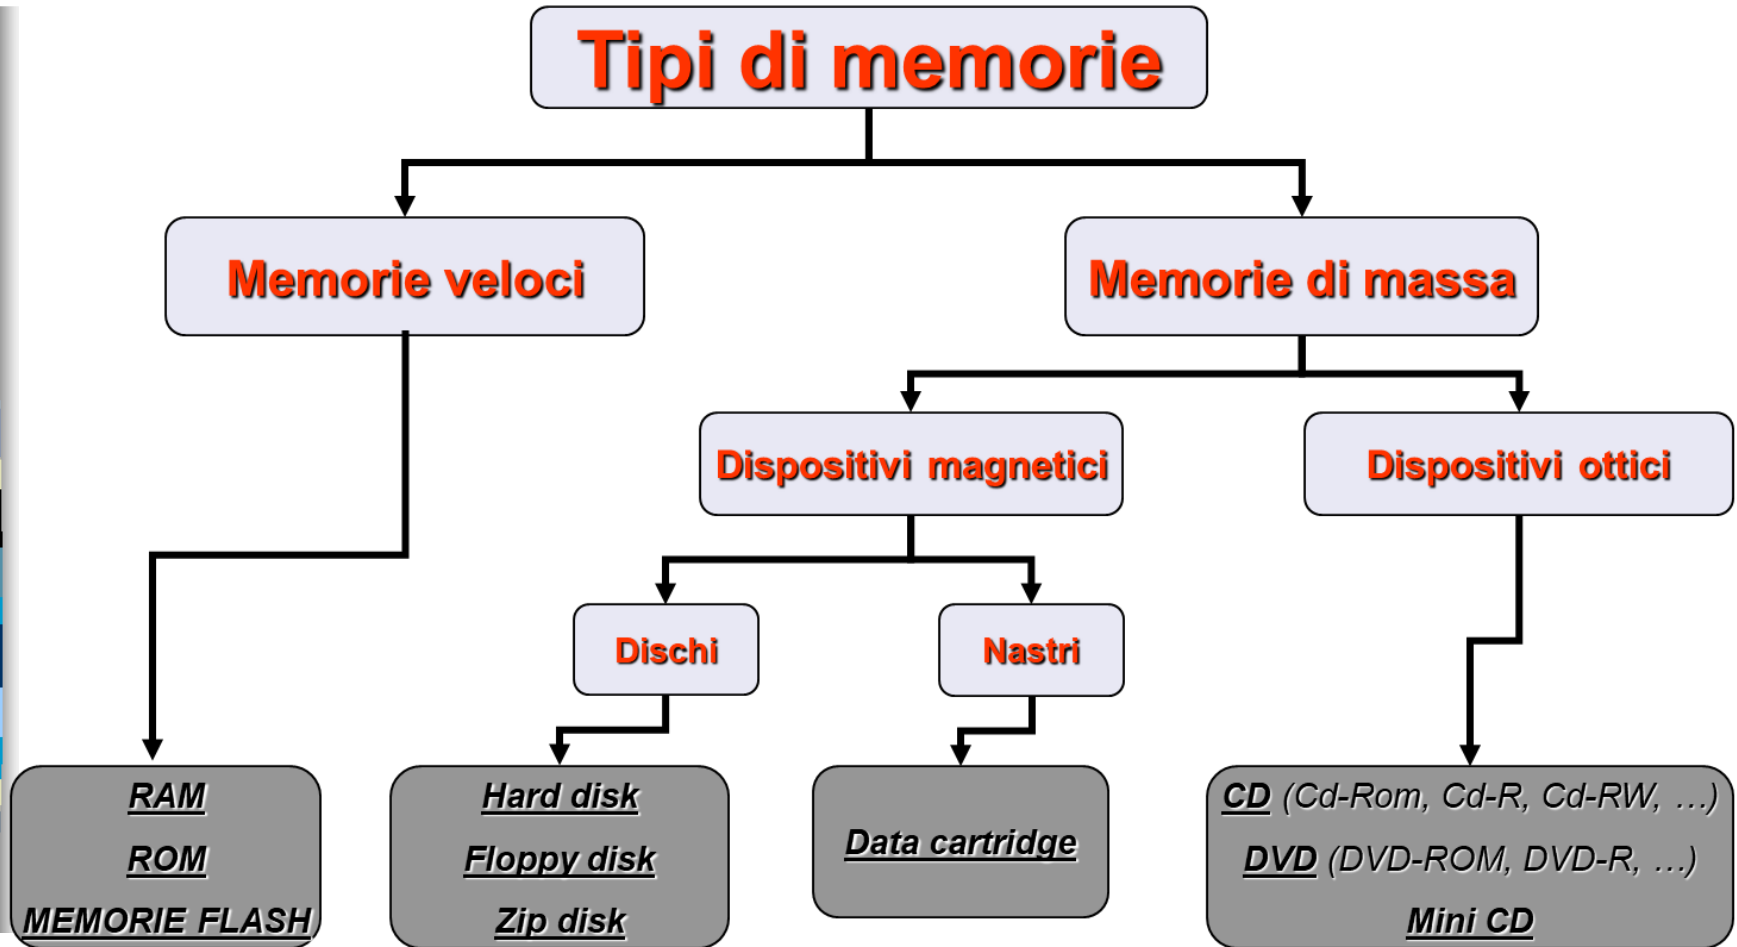 Tipi di memorie
Memorie veloci
Memorie di massa
Dispositivi magnetici
Dispositivi ottici
Dischi
Nastri
RAM
ROM
MEMORIE FLASH
Hard disk
Floppy disk
Zip disk
Data cartridge
CD (Cd-Rom, Cd-R, Cd-RW, …)
DVD (DVD-ROM, DVD-R, …)
Mini CD